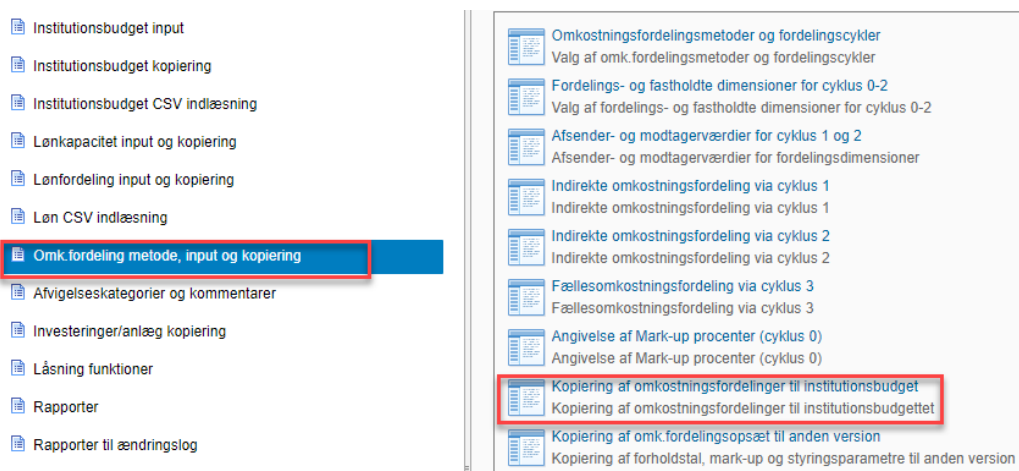 Institutionsbudget input
Institutionsbudget kopiering
Institutionsbudget CSV indlæsning
Lønkapacitet input og kopiering
Lønfordeling input og kopiering
Løn CSV indlæsning
Omk.fordeling metode, input og kopiering
Afvigelseskategorier og kommentarer
Investeringer/anlæg kopiering
Låsning funktioner
Rapporter
Rapporter til ændringslog
Omkostningsfordelingsmetoder og fordelingscykler
Valg af omk.fordelingsmetoder og fordelingscykler
Fordelings- og fastholdte dimensioner for cyklus 0-2
Valg af fordelings- og fastholdte dimensioner for cyklus 0-2
Afsender- og modtagerværdier for cyklus 1 og 2
Afsender- og modtagerværdier for fordelingsdimensioner
Indirekte omkostningsfordeling via cyklus 1
Indirekte omkostningsfordeling via cyklus 1
Indirekte omkostningsfordeling via cyklus 2
Indirekte omkostningsfordeling via cyklus 2
Fællesomkostningsfordeling via cyklus 3
Fællesomkostningsfordeling via cyklus 3
Angivelse af Mark-up procenter (cyklus 0)
Angivelse af Mark-up procenter (cyklus 0)
Kopiering af omkostningsfordelinger til institutionsbudget
Kopiering af omkostningsfordelinger til institutionsbudgettet
Kopiering af omk.fordelingsopsæt til anden version
Kopiering af forholdstal, mark-up og styringsparametre til anden version